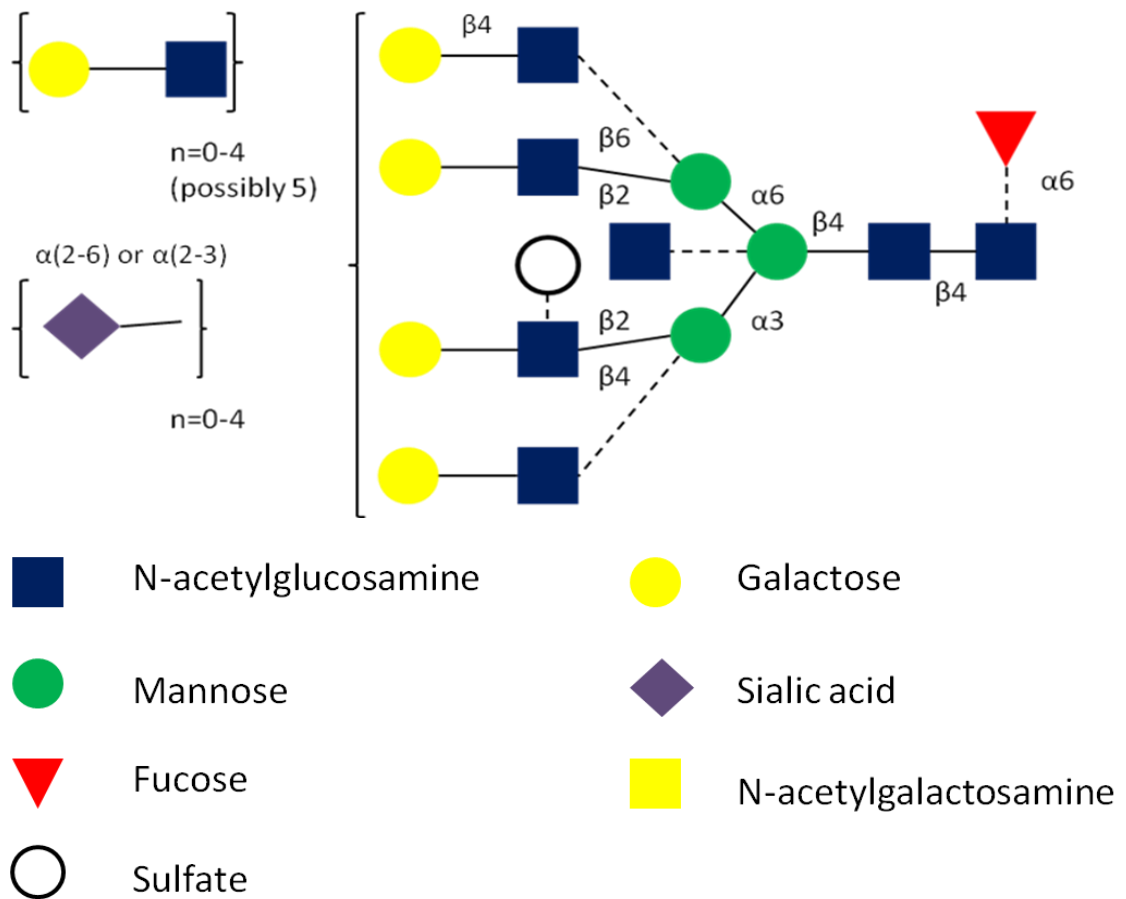 β4
n=0-4
(possibly 5)
β6
β2
α6
β4
α6
α(2-6) or α(2-3)
β4
β2
α3
β4
n=0-4
N-acetylglucosamine
Galactose
Mannose
Sialic acid
Fucose
N-acetylgalactosamine
Sulfate